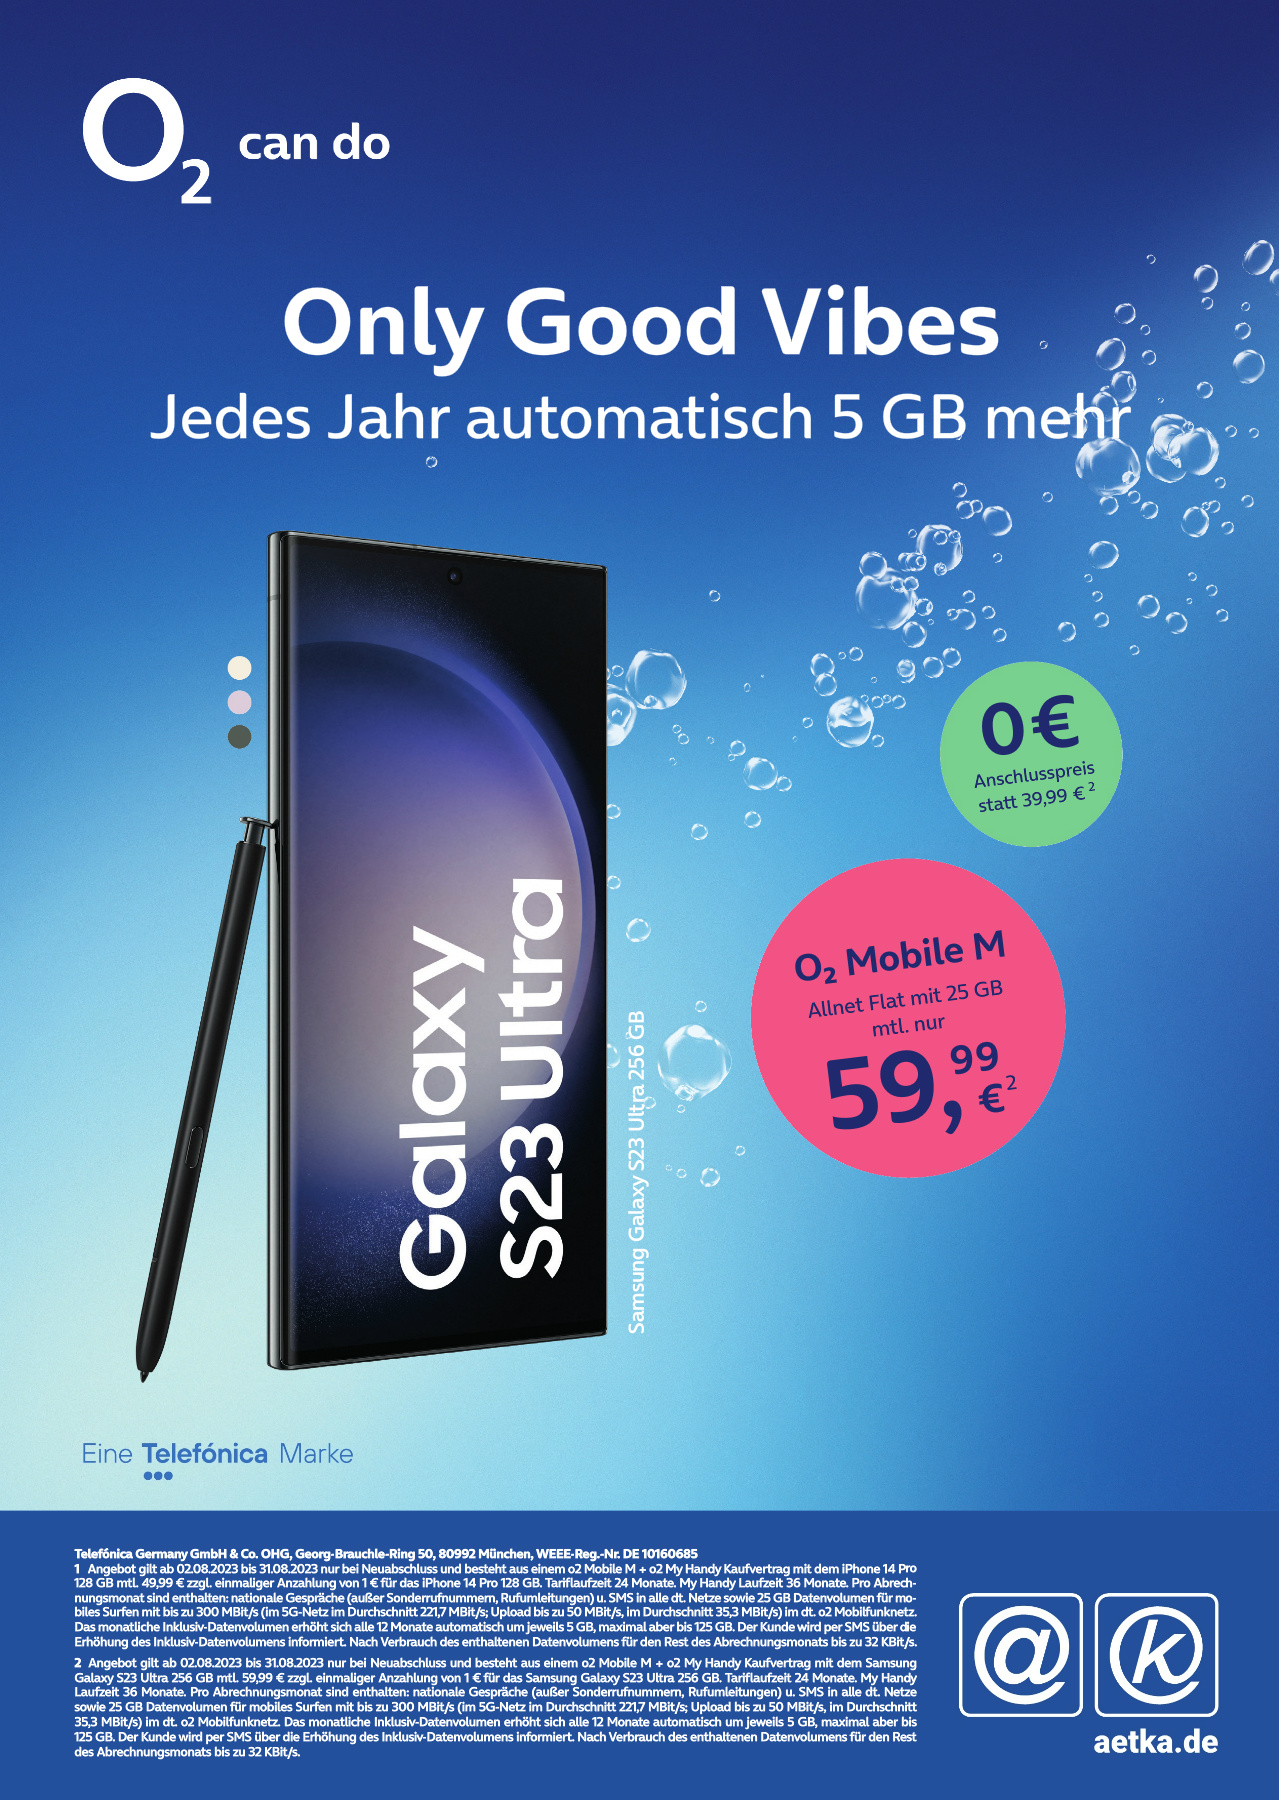 O2 can do
Only Good Vibes
Jedes Jahr automatisch 5 GB mehr
0 €
Anschlusspreis
statt 39,99 € 2
O2 Mobile M
Allnet Flat mit 25 GB
mtl. nur
59,99 € 2
Galaxy
S23 Ultra
Samsung Galaxy S23 Ultra 256 GB
Eine Telefónica Marke
Telefónica Germany GmbH & Co. OHG, Georg-Brauchle-Ring 50, 80992 München, WEEE-Reg.-Nr. DE 10160685
1 Angebot gilt ab 02.08.2023 bis 31.08.2023 nur bei Neuabschluss und besteht aus einem o2 Mobile M + o2 My Handy Kaufvertrag mit dem iPhone 14 Pro
128 GB mtl. 49,99 € zzgl. einmaliger Anzahlung von 1 € für das iPhone 14 Pro 128 GB. Tariflaufzeit 24 Monate. My Handy Laufzeit 36 Monate. Pro Abrech-
nungsmonat sind enthalten: nationale Gespräche (außer Sonderrufnummern, Rufumleitungen) u. SMS in alle dt. Netze sowie 25 GB Datenvolumen für mo-
biles Surfen mit bis zu 300 MBit/s (im 5G-Netz im Durchschnitt 221,7 MBit/s; Upload bis zu 50 MBit/s, im Durchschnitt 35,3 MBit/s) im dt. o2 Mobilfunknetz.
Das monatliche Inklusiv-Datenvolumen erhöht sich alle 12 Monate automatisch um jeweils 5 GB, maximal aber bis 125 GB. Der Kunde wird per SMS über die
Erhöhung des Inklusiv-Datenvolumens informiert. Nach Verbrauch des enthaltenen Datenvolumens für den Rest des Abrechnungsmonats bis zu 32 KBit/s.
2 Angebot gilt ab 02.08.2023 bis 31.08.2023 nur bei Neuabschluss und besteht aus einem o2 Mobile M + o2 My Handy Kaufvertrag mit dem Samsung
Galaxy S23 Ultra 256 GB mtl. 59,99 € zzgl. einmaliger Anzahlung von 1 € für das Samsung Galaxy S23 Ultra 256 GB. Tariflaufzeit 24 Monate. My Handy
Laufzeit 36 Monate. Pro Abrechnungsmonat sind enthalten: nationale Gespräche (außer Sonderrufnummern, Rufumleitungen) u. SMS in alle dt. Netze
sowie 25 GB Datenvolumen für mobiles Surfen mit bis zu 300 MBit/s (im 5G-Netz im Durchschnitt 221,7 MBit/s; Upload bis zu 50 MBit/s, im Durchschnitt
35,3 MBit/s) im dt. o2 Mobilfunknetz. Das monatliche Inklusiv-Datenvolumen erhöht sich alle 12 Monate automatisch um jeweils 5 GB, maximal aber bis
125 GB. Der Kunde wird per SMS über die Erhöhung des Inklusiv-Datenvolumens informiert. Nach Verbrauch des enthaltenen Datenvolumens für den Rest
des Abrechnungsmonats bis zu 32 KBit/s.
@ k
aetka.de